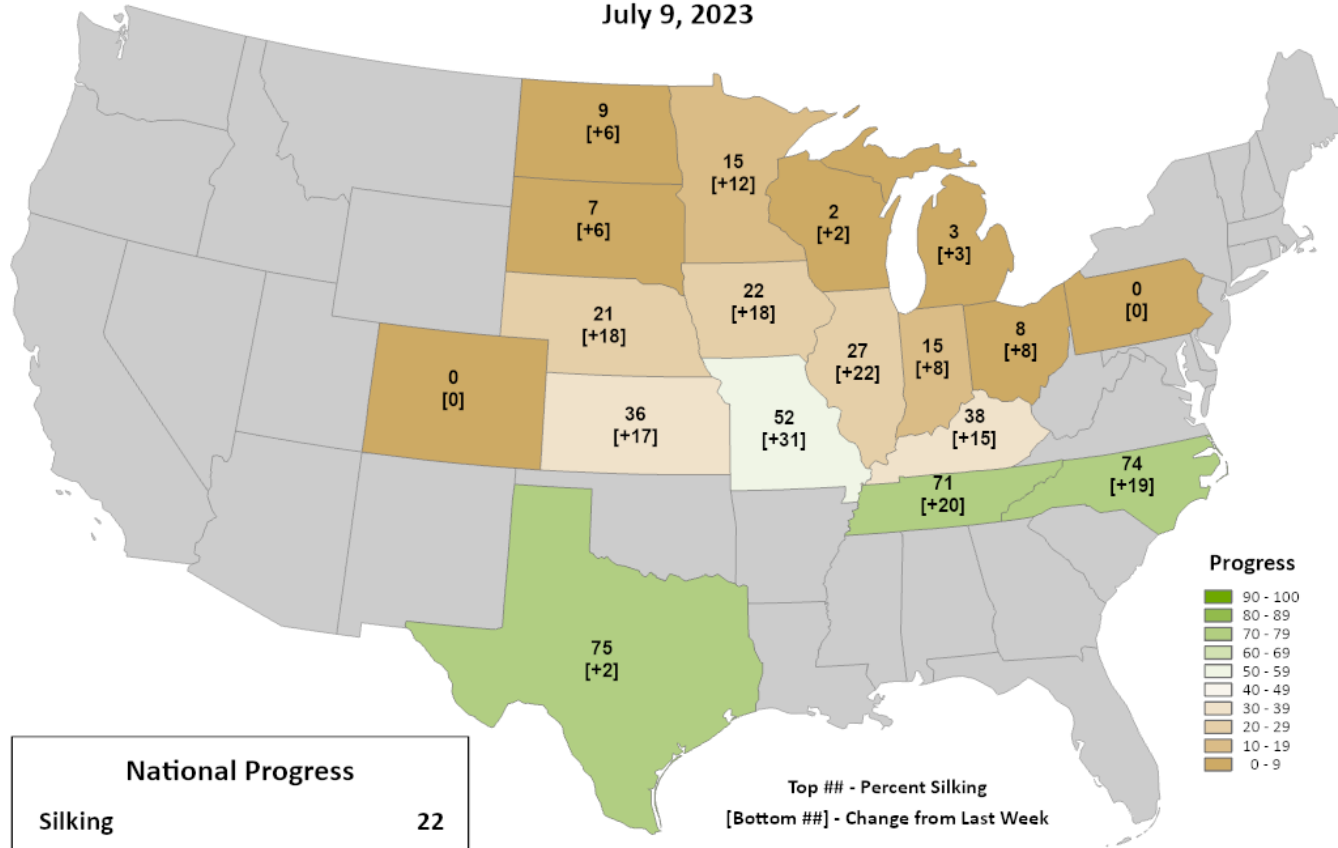 July 9, 2023
9
[+6]
15
[+12]
7
[+6]
2
[+2]
3
[+3]
0
[0]
22
[+18]
21
[+18]
27
[+22]
15
[+8]
8
[+8]
0
[0]
36
[+17]
52
[+31]
38
[+15]
71
[+20]
74
[+19]
75
[+2]
Progress
90 - 100
80 - 89
70 - 79
60 - 69
50 - 59
40 - 49
30 - 39
20 - 29
10 - 19
0 - 9
National Progress
Silking 22
Top ## - Percent Silking
[Bottom ##] - Change from Last Week